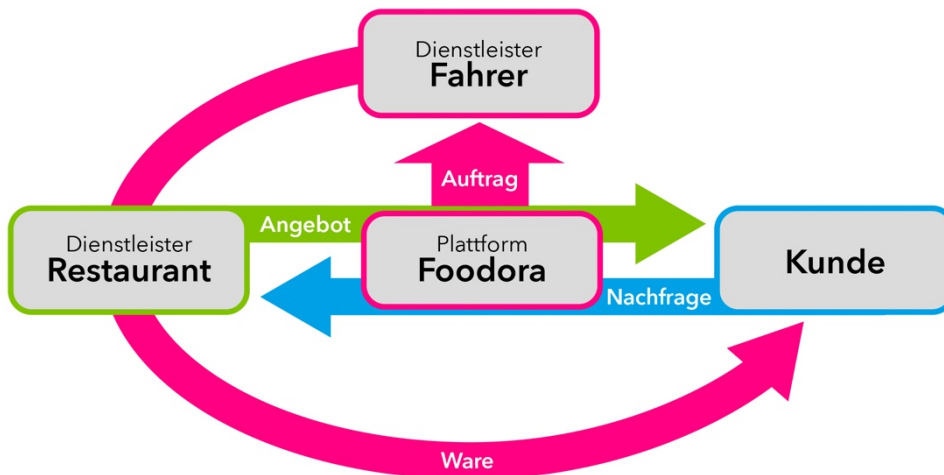 Dienstleister
Fahrer
Auftrag
Angebot
Dienstleister
Restaurant
Plattform
Foodora
Kunde
Nachfrage
Ware